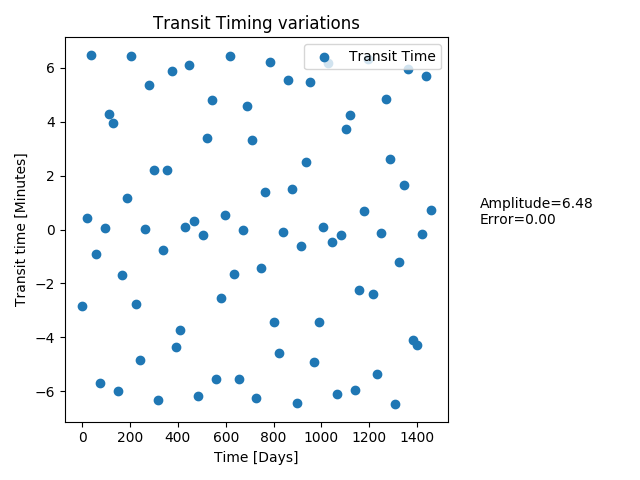 Transit Timing variations
Transit Time
Transit time [Minutes]
6
4
2
0
−2
−4
−6
0 200 400 600 800 1000 1200 1400
Time [Days]
Amplitude=6.48
Error=0.00